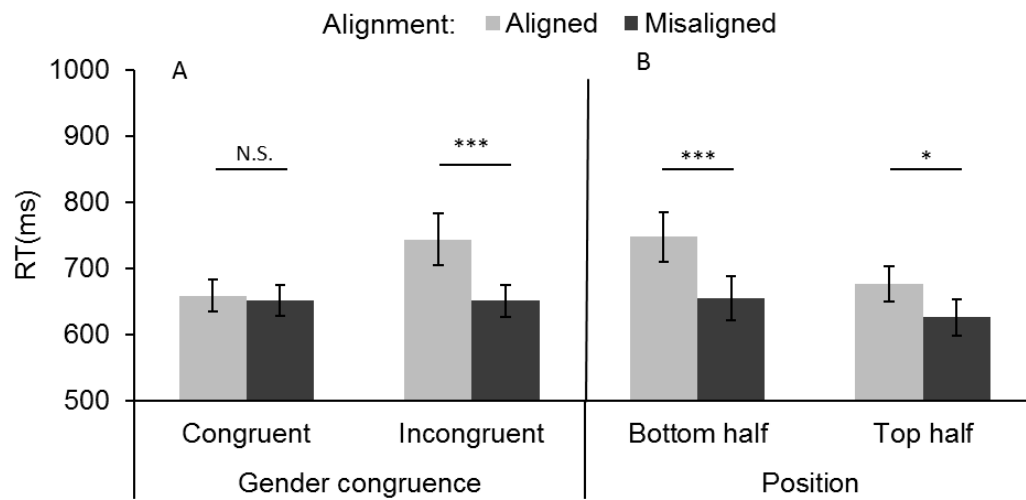 Alignment: Aligned Misaligned
A B
1000
900
800
700
600
500
RT(ms)
N.S. *** *** *
Congruent Incongruent Bottom half Top half
Gender congruence Position